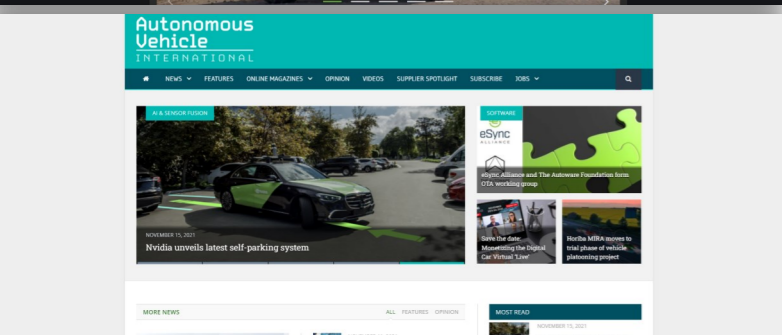 Autonomous
Vehicle
INTERNATIONAL
NEWS FEATURES ONLINE MAGAZINES OPINION VIDEOS SUPPLIER SPOTLIGHT SUBSCRIBE JOBS
AI & SENSOR FUSION
NOVEMBER 15, 2021
Nvidia unveils latest self-parking system
SOFTWARE
eSync
ALLIANCE
eSync Alliance and The Autoware Foundation form
OTA working group
Save the date:
Monetizing the Digital
Car Virtual 'Live'
Horiba MIRA moves to
trial phase of vehicle
platooning project
MORE NEWS
ALL FEATURES OPINION
MOST READ
NOVEMBER 15, 2021